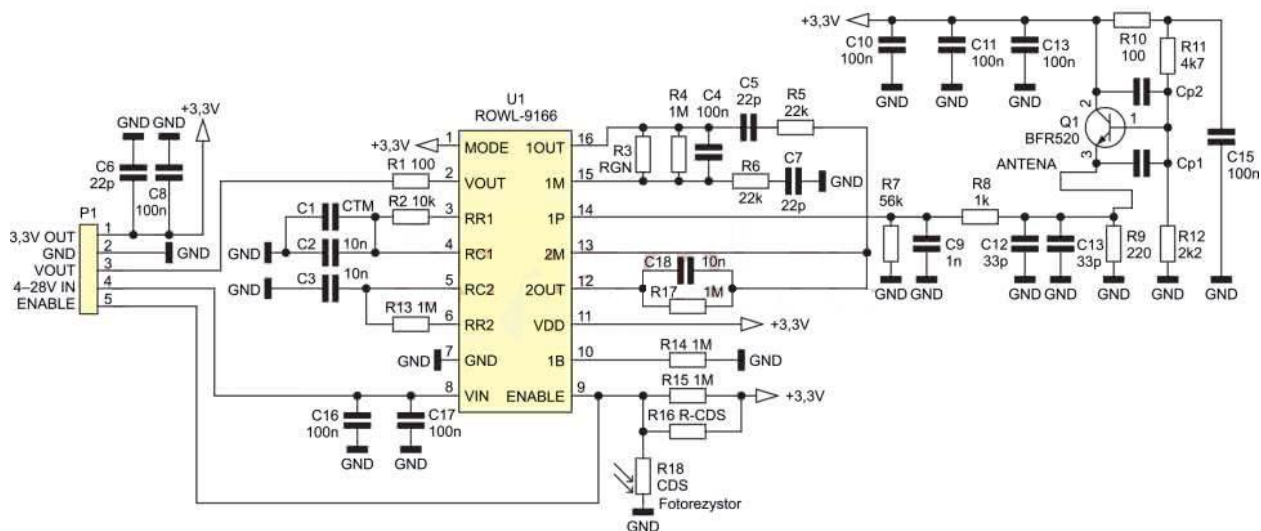 +3,3V
C10
100n
GND
C11
100n
GND
C13
100n
GND
R10
100
R11
4k7
Cp2
2
1
3
Q1
BFR520
ANTENA
Cp1
C15
100n
GND
GND
GND
+3,3V
C6
22p
C8
100n
P1
3,3V OUT
1
GND
2
GND
VOUT
3
4–28V IN
4
ENABLE
5
U1
ROWL-9166
+3,3V
1
MODE
R1 100
2
VOUT
R2 10k
3
RR1
C1
CTM
GND
C2
10n
4
RC1
C3
10n
GND
5
RC2
R13 1M
6
RR2
GND
7
GND
8
VIN
C16
100n
GND
C17
100n
GND
1OUT
16
1M
15
1P
14
2M
13
2OUT
12
VDD
11
1B
10
ENABLE
9
R3
RGN
R4
1M
C4
100n
C5
22p
R5
22k
R6
22k
C7
22p
GND
R7
56k
GND
C9
1n
GND
R8
1k
C12
33p
GND
C13
33p
GND
R9
220
GND
R12
2k2
GND
C18
10n
R17
1M
+3,3V
R14 1M
GND
R15 1M
+3,3V
R16 R-CDS
R18
CDS
Fotorezystor
GND